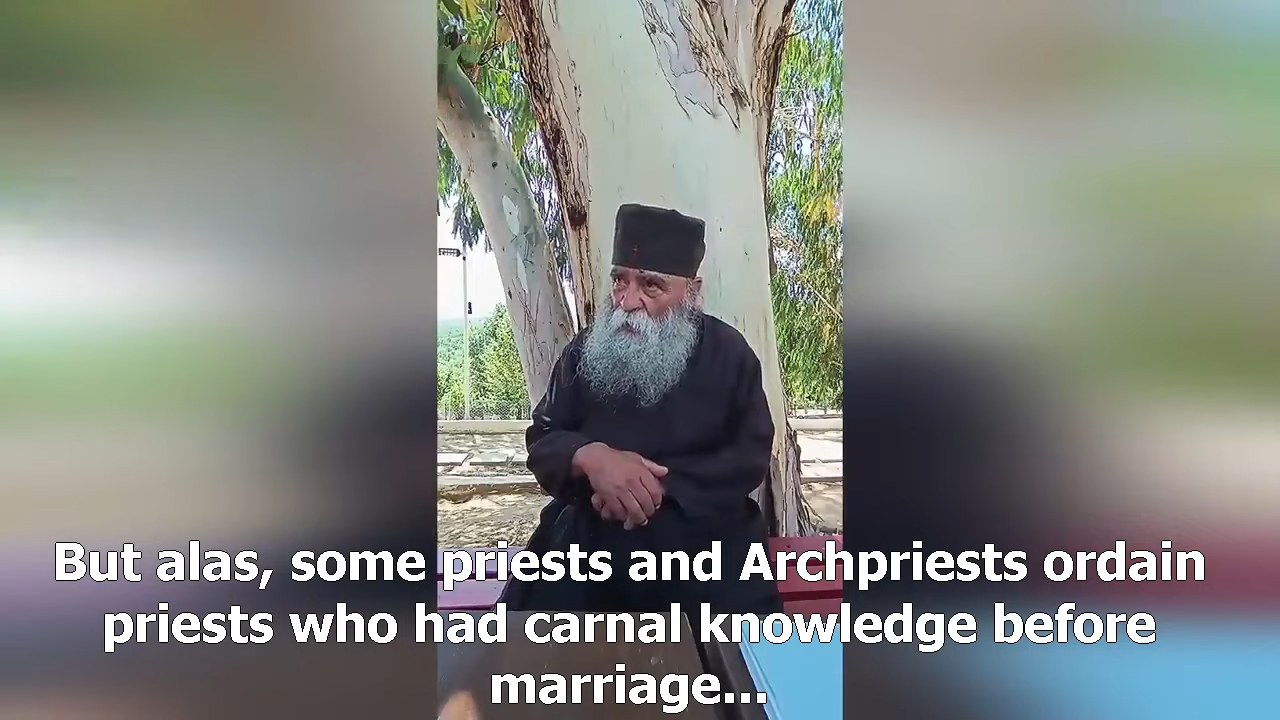 But alas, some priests and Archpriests ordain
priests who had carnal knowledge before
marriage...